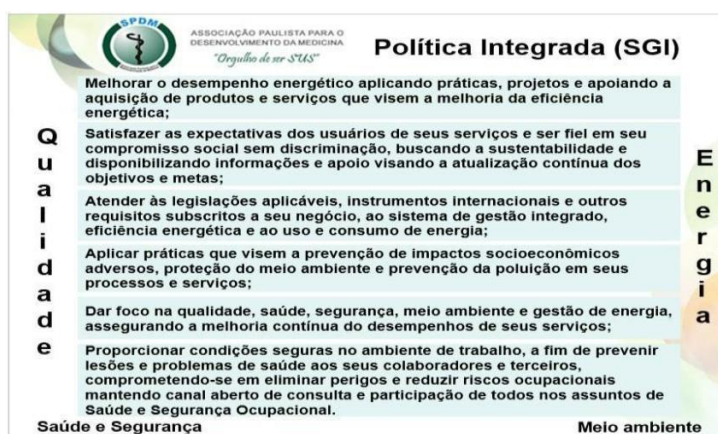 SPDM
ASSOCIAÇÃO PAULISTA PARA O
DESENVOLVIMENTO DA MEDICINA
"Orgulho de ser SUS"
Política Integrada (SGI)
Melhorar o desempenho energético aplicando práticas, projetos e apoiando a
aquisição de produtos e serviços que visem a melhoria da eficiência
energética;
Satisfazer as expectativas dos usuários de seus serviços e ser fiel em seu
compromisso social sem discriminação, buscando a sustentabilidade e
disponibilizando informações e apoio visando a atualização contínua dos
objetivos e metas;
Atender às legislações aplicáveis, instrumentos internacionais e outros
requisitos subscritos a seu negócio, ao sistema de gestão integrado,
eficiência energética e ao uso e consumo de energia;
Aplicar práticas que visem a prevenção de impactos socioeconômicos
adversos, proteção do meio ambiente e prevenção da poluição em seus
processos e serviços;
Dar foco na qualidade, saúde, segurança, meio ambiente e gestão de energia,
assegurando a melhoria contínua do desempenhos de seus serviços;
Proporcionar condições seguras no ambiente de trabalho, a fim de prevenir
lesões e problemas de saúde aos seus colaboradores e terceiros,
comprometendo-se em eliminar perigos e reduzir riscos ocupacionais
mantendo canal aberto de consulta e participação de todos nos assuntos de
Saúde e Segurança Ocupacional.
Qualidade
Energia
Saúde e Segurança
Meio ambiente